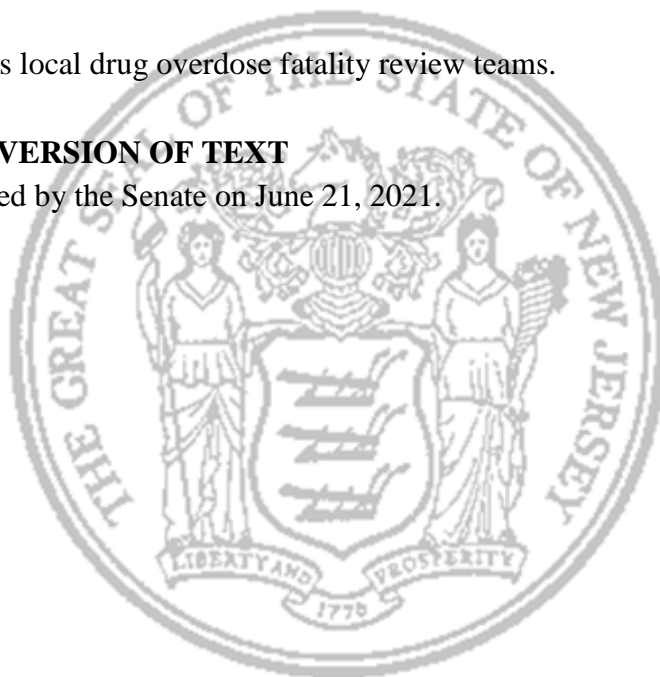 s local drug overdose fatality review teams.
VERSION OF TEXT
ed by the Senate on June 21, 2021.
THE GREAT SEAL OF THE STATE OF NEW JERSEY
LIBERTY AND PROSPERITY
1776